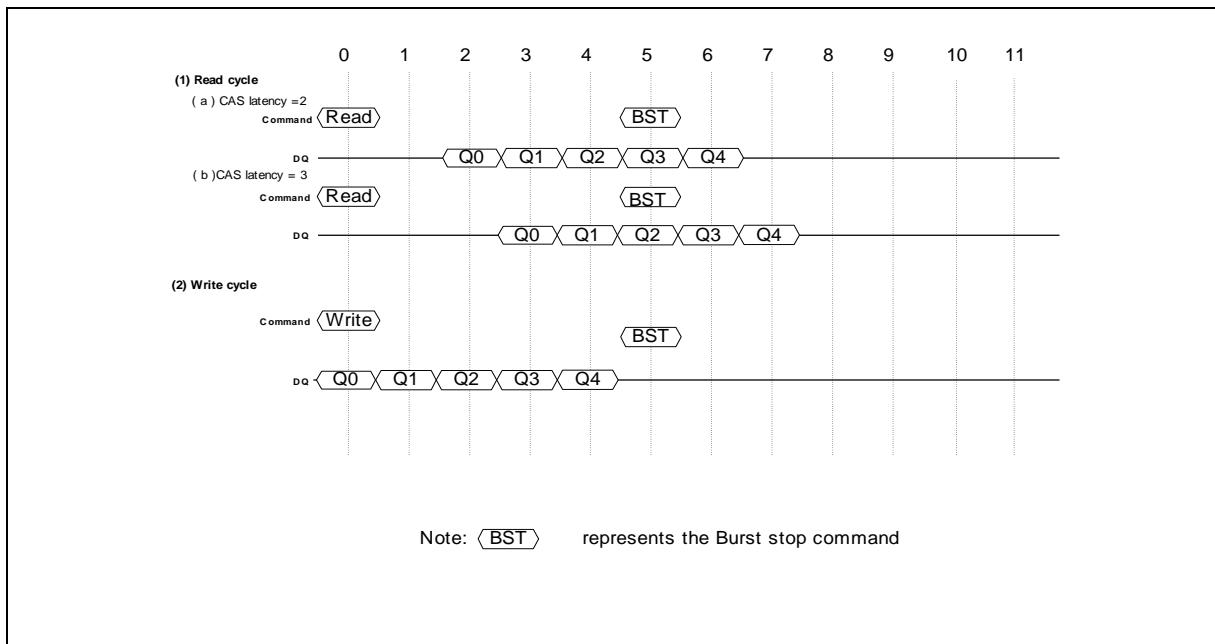 0 1 2 3 4 5 6 7 8 9 10 11
(1) Read cycle
( a ) CAS latency =2
Command Read BST
DQ Q0 Q1 Q2 Q3 Q4
( b )CAS latency = 3
Command Read BST
DQ Q0 Q1 Q2 Q3 Q4
(2) Write cycle
Command Write BST
DQ Q0 Q1 Q2 Q3 Q4
Note: BST represents the Burst stop command